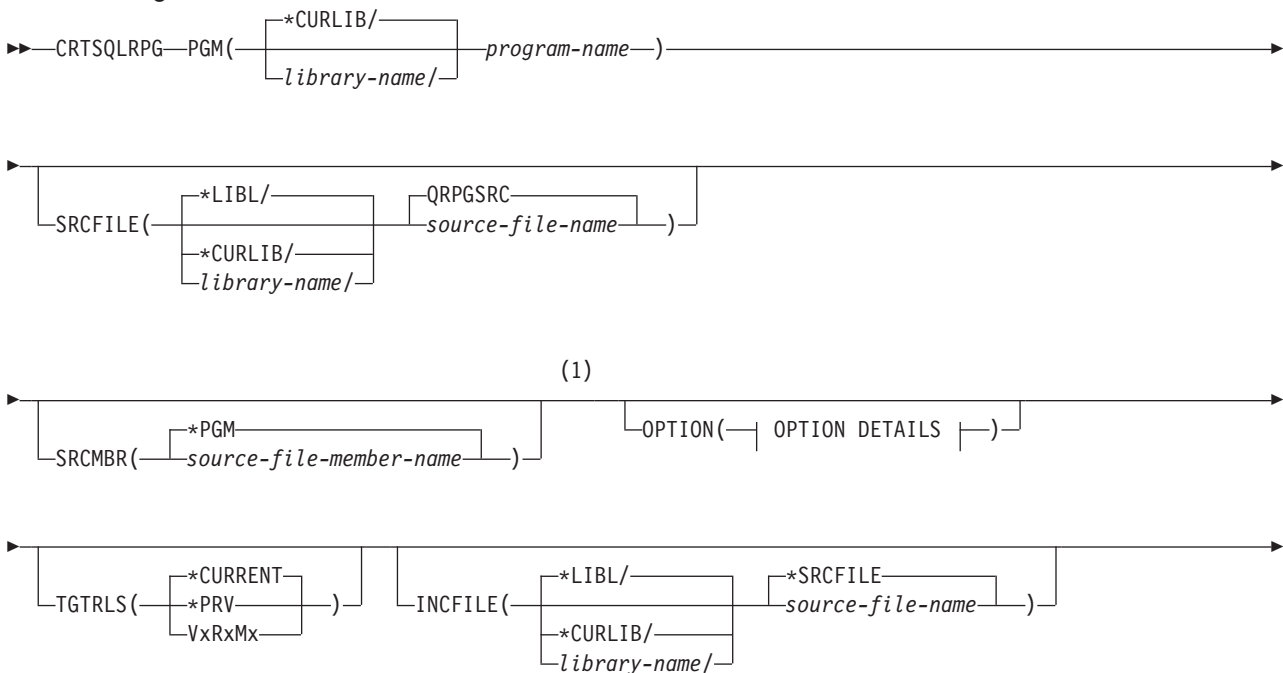 *CURLIB/
CRTSQLRPG PGM( program-name )
library-name/
*LIBL/ QRPGSRC
SRCFILE( source-file-name )
*CURLIB/
library-name/
(1)
*PGM OPTION( OPTION DETAILS )
SRCMBR( source-file-member-name )
*CURRENT *LIBL/ *SRCFILE
TGTRLS( *PRV ) INCFILE( source-file-name )
VxRxMx *CURLIB/
library-name/